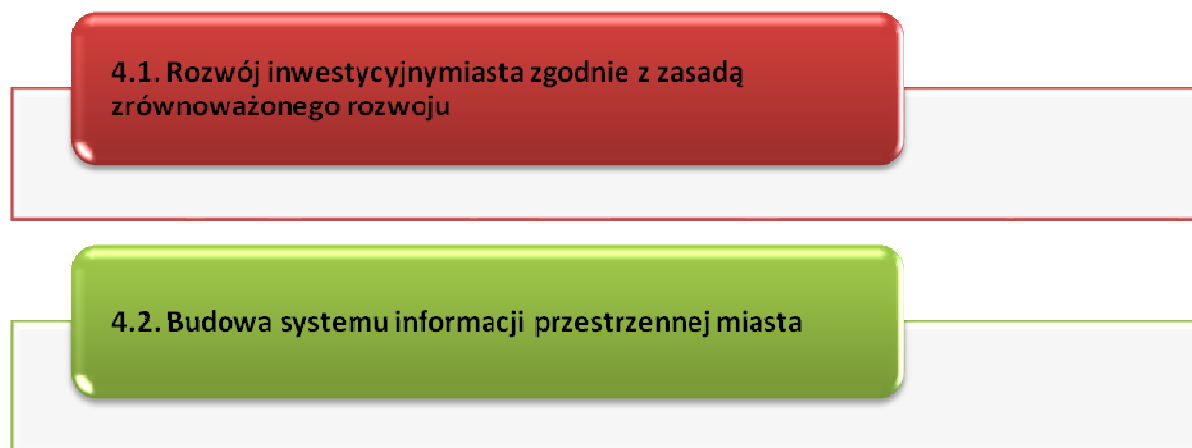 4.1. Rozwój inwestycyjnymiasta zgodnie z zasadą
zrównoważonego rozwoju
4.2. Budowa systemu informacji przestrzennej miasta